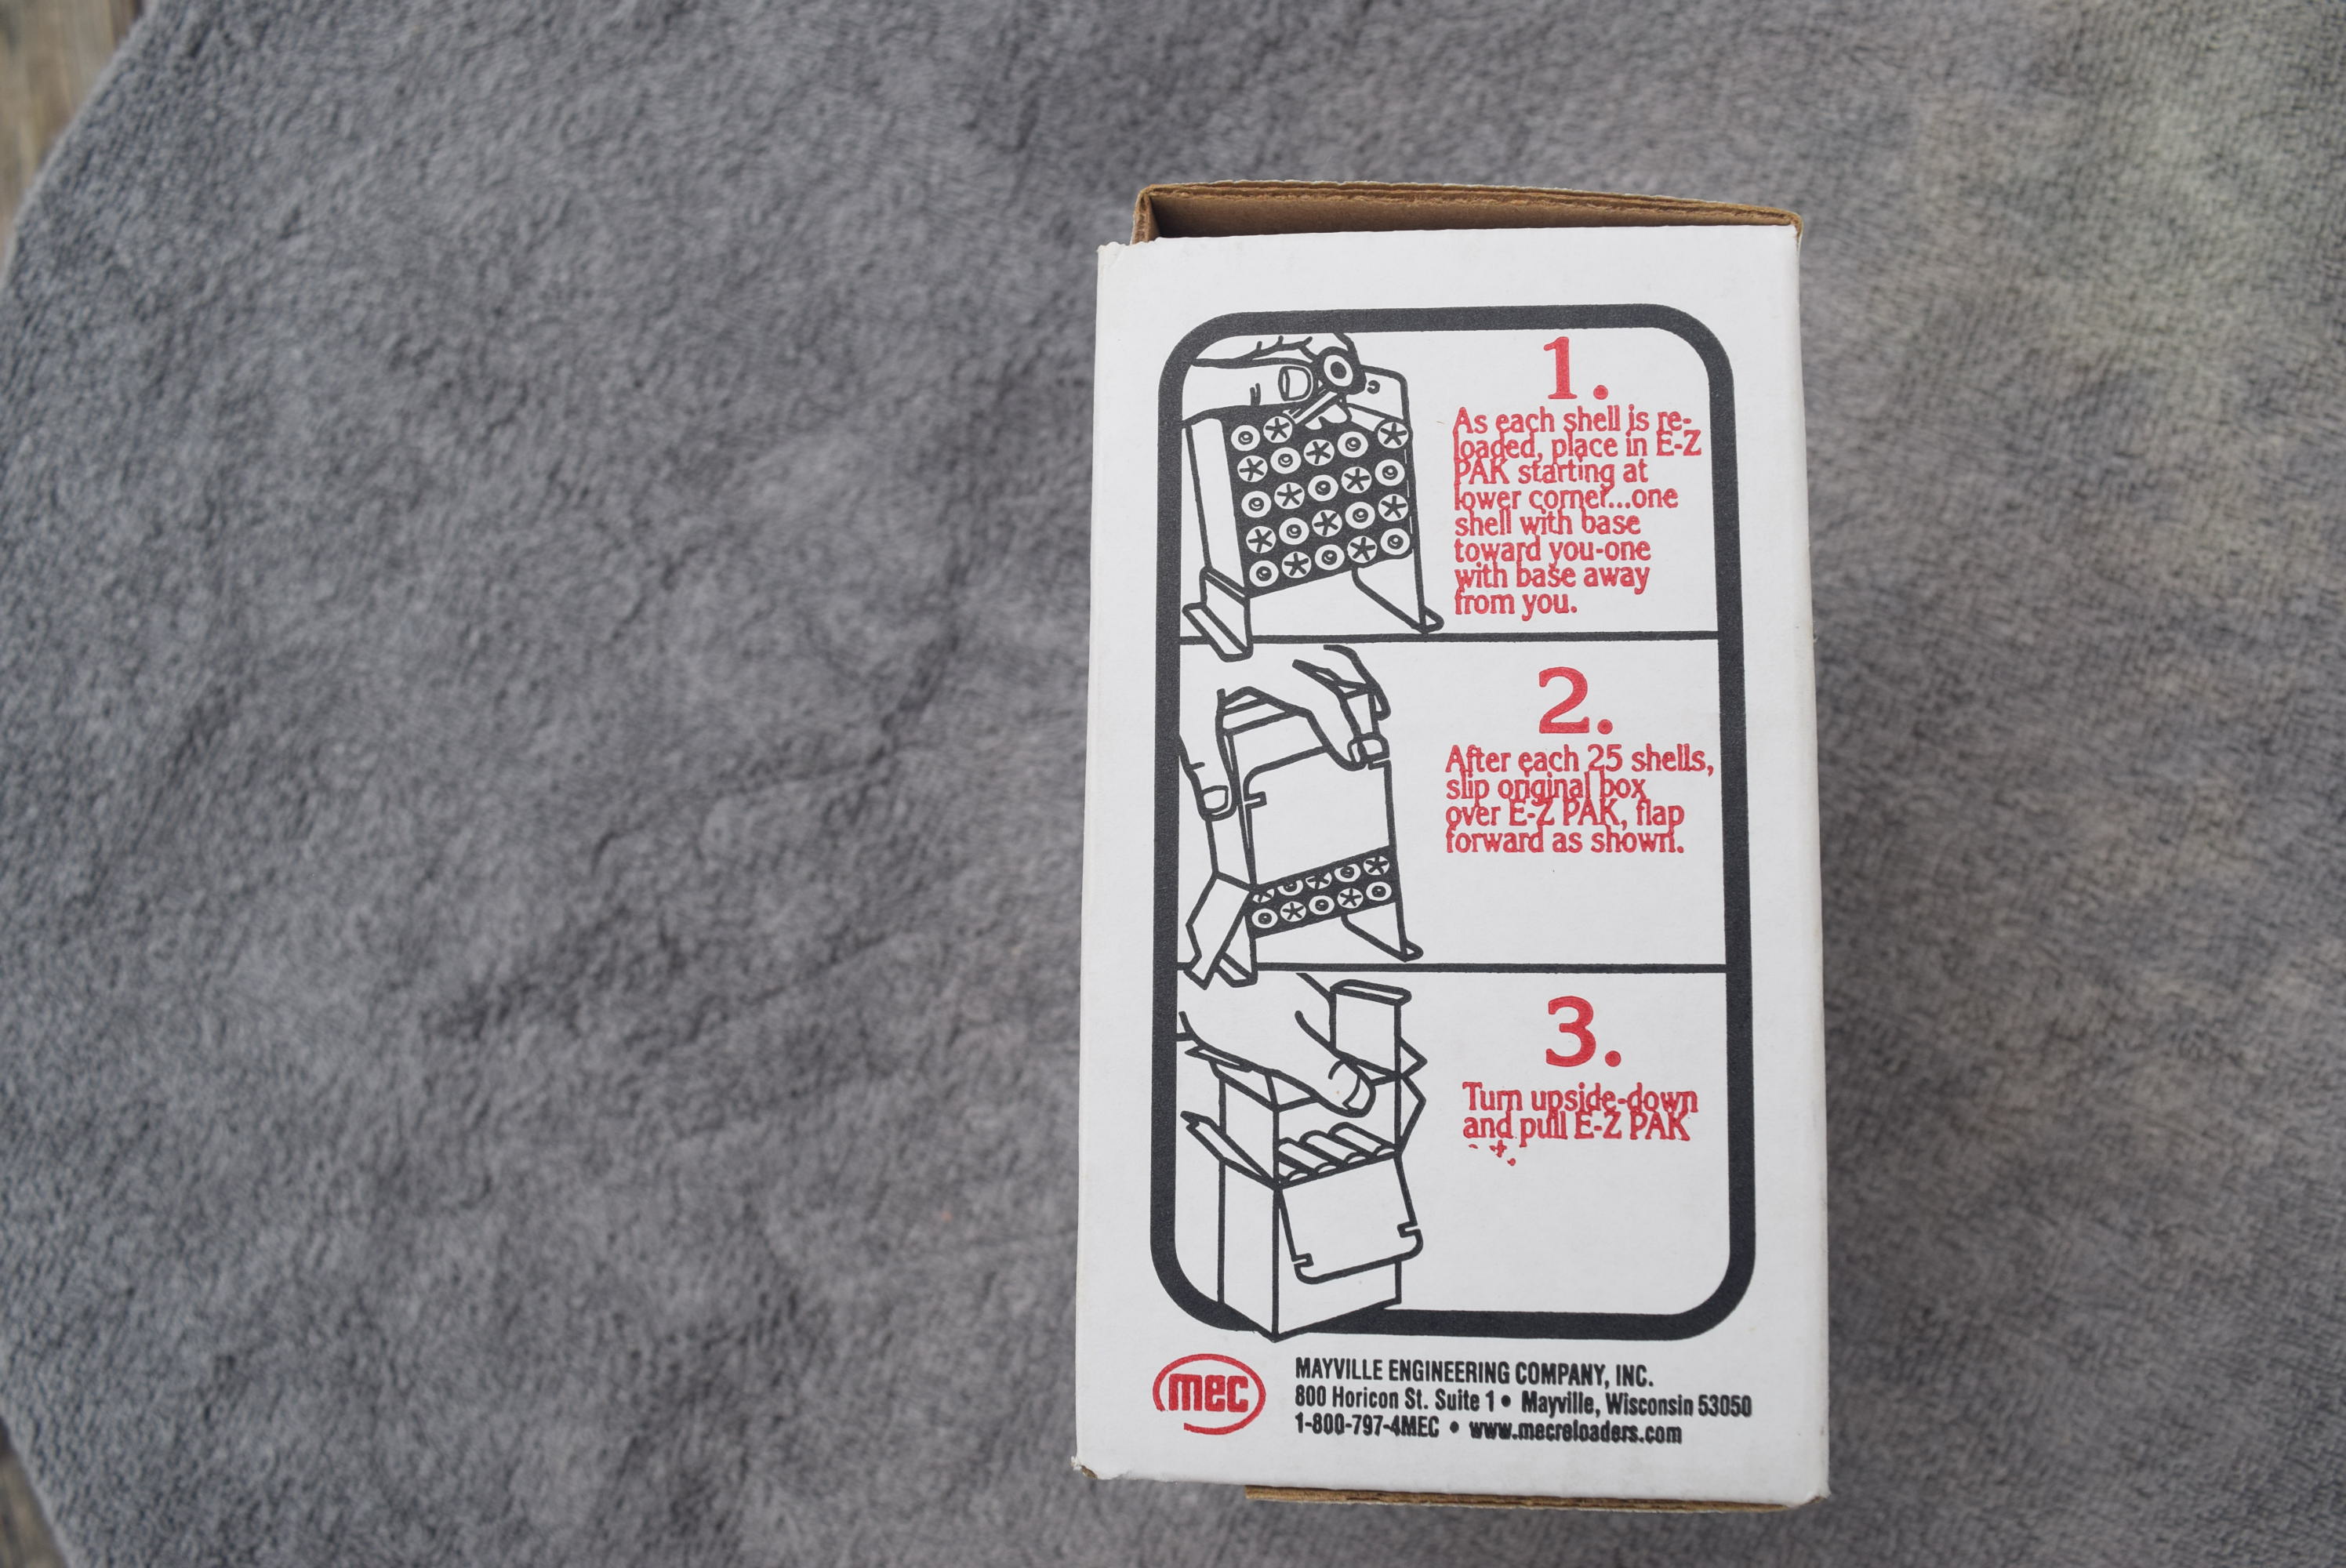 1.
As each shell is re-
loaded, place in E-Z
PAK starting at
lower corner...one
shell with base
toward you-one
with base away
from you.
2.
After each 25 shells,
slip original box
over E-Z PAK, flap
forward as shown.
3.
Turn upside-down
and pull E-Z PAK
mec
MAYVILLE ENGINEERING COMPANY, INC.
800 Horicon St. Suite 1 • Mayville, Wisconsin 53050
1-800-797-4MEC • www.mecreloaders.com